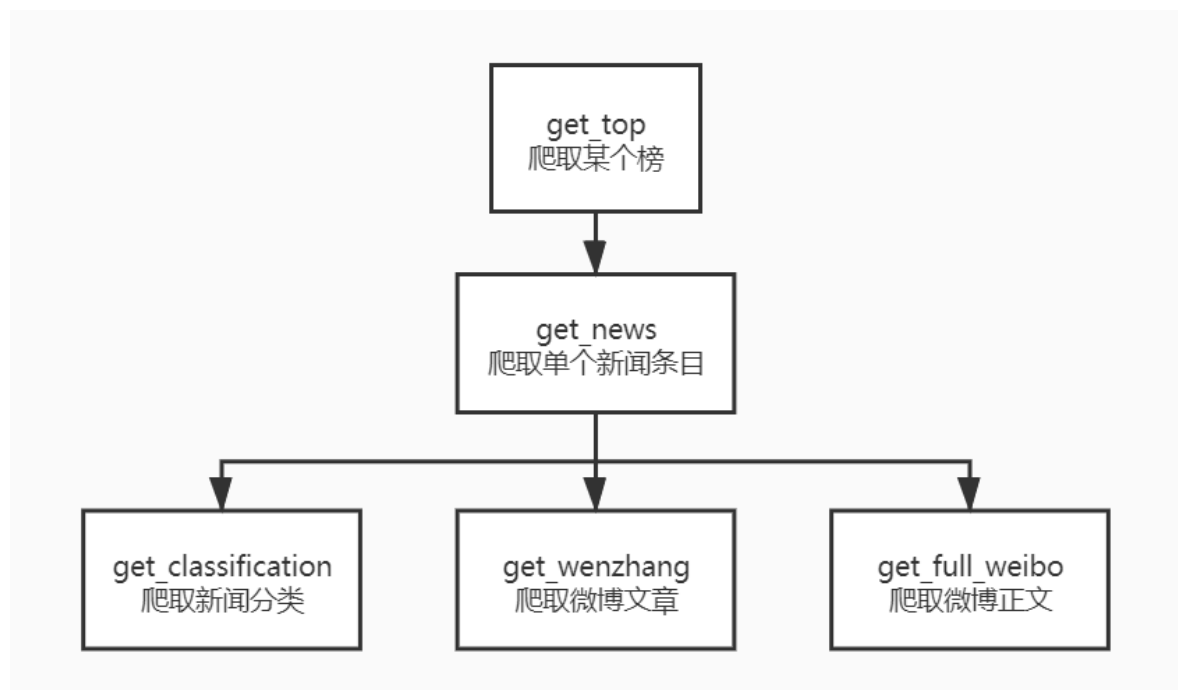 get_top
爬取某个榜
get_news
爬取单个新闻条目
get_classification
爬取新闻分类
get_wenzhang
爬取微博文章
get_full_weibo
爬取微博正文